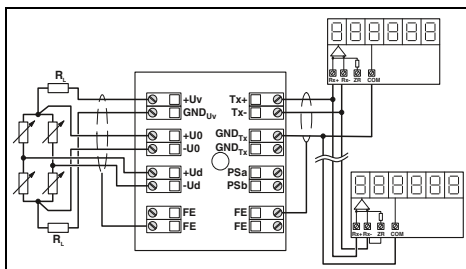 Rx+ Rx- ZR COM
RL
+Uv
GNDUv
+U0
-U0
+Ud
-Ud
FE
FE
RL
Tx+
Tx-
GNDTx
GNDTx
PSa
PSb
FE
FE
Rx+ Rx- ZR COM